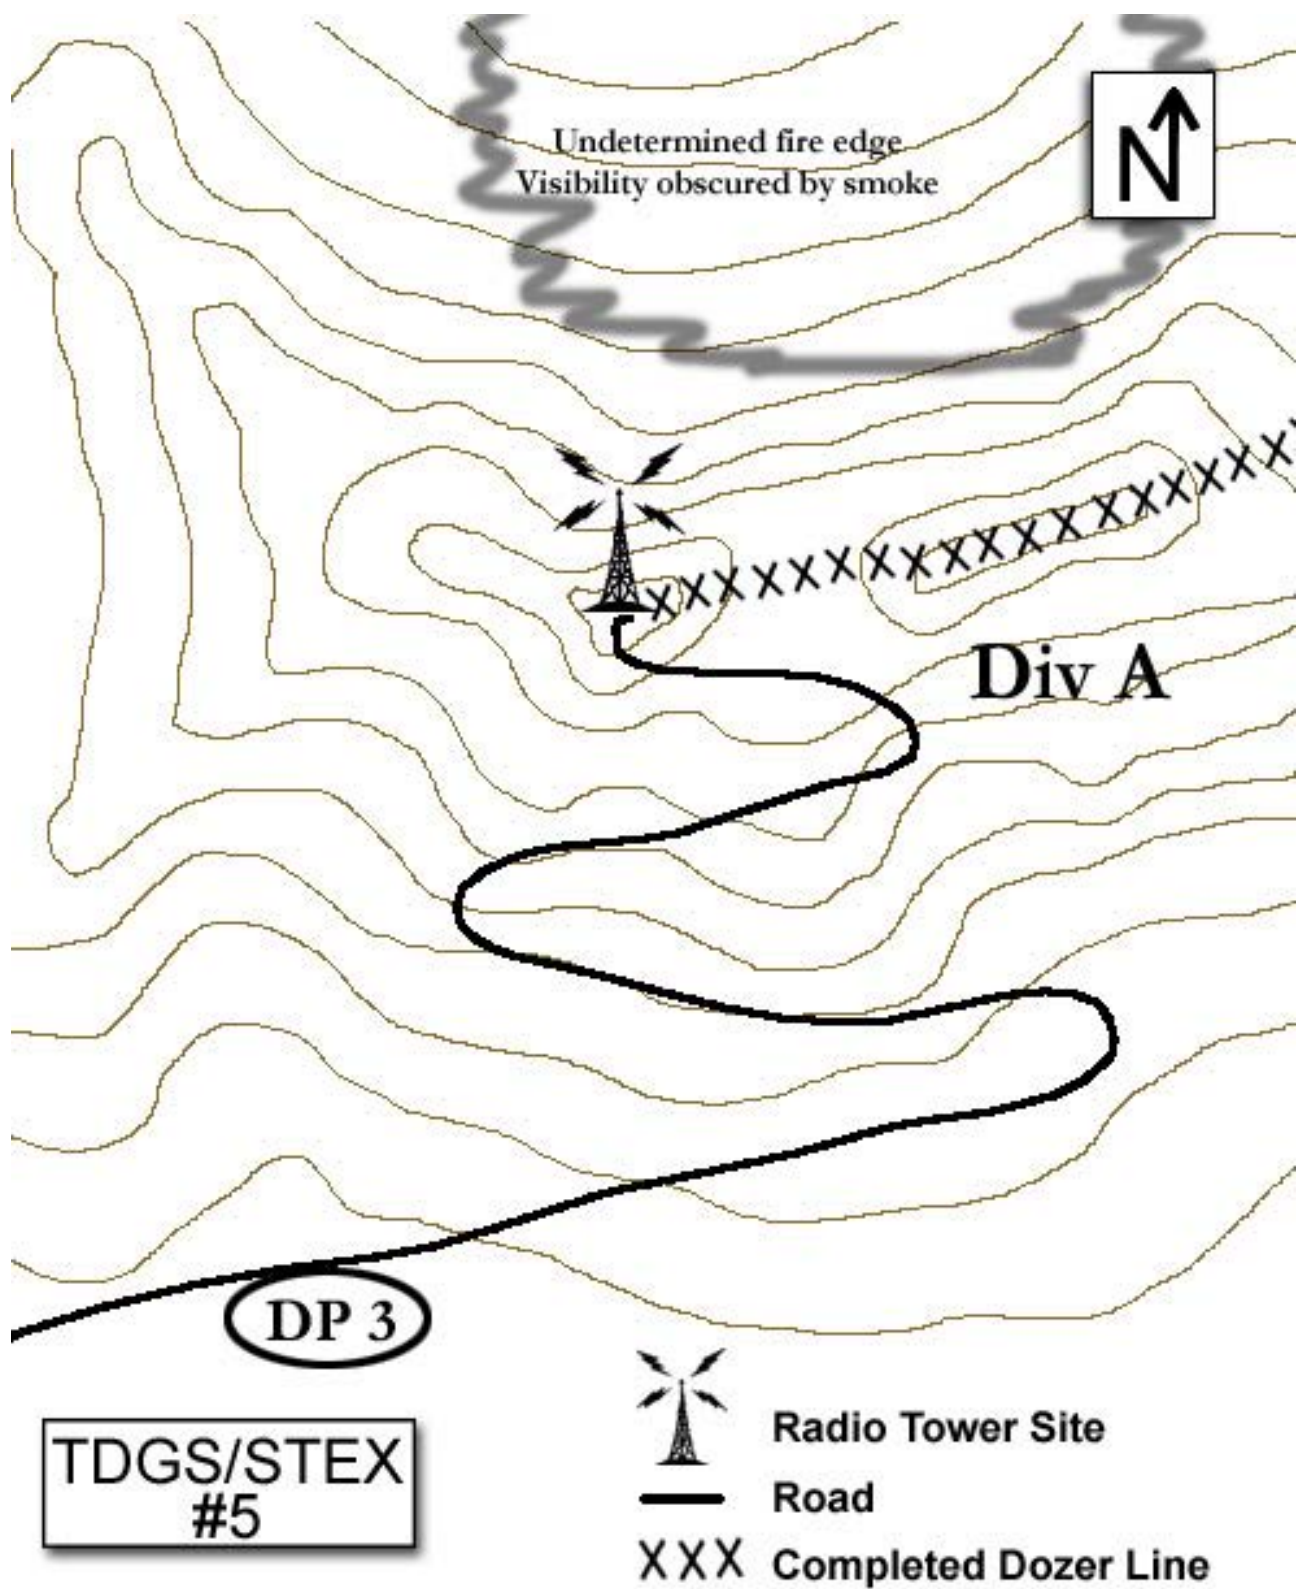 Undetermined fire edge
Visibility obscured by smoke
N
Div A
DP 3
TDGS/STEX
#5
Radio Tower Site
Road
XXX Completed Dozer Line